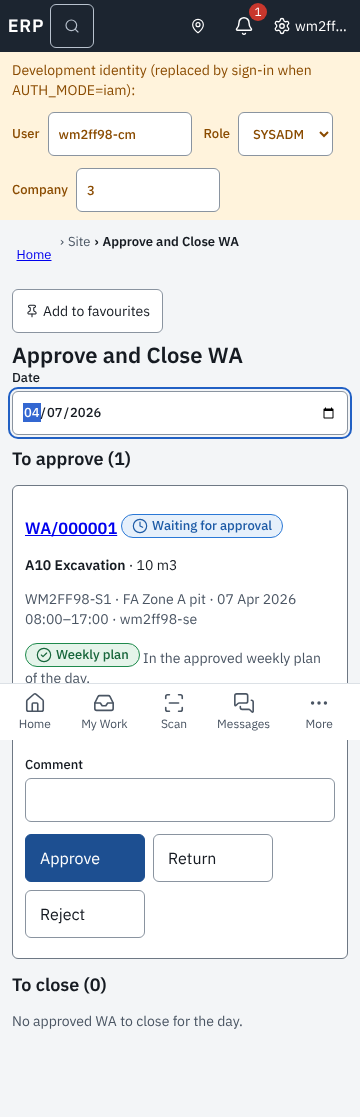 ERP
1
wm2ff...
Development identity (replaced by sign-in when
AUTH_MODE=iam):
User wm2ff98-cm Role SYSADM
Company 3
› Site › Approve and Close WA
Home
Add to favourites
Approve and Close WA
Date
04/07/2026
To approve (1)
WA/000001 Waiting for approval
A10 Excavation · 10 m3
WM2FF98-S1 · FA Zone A pit · 07 Apr 2026
08:00–17:00 · wm2ff98-se
Weekly plan In the approved weekly plan
of the day.
Home My Work Scan Messages More
Comment
Approve Return
Reject
To close (0)
No approved WA to close for the day.